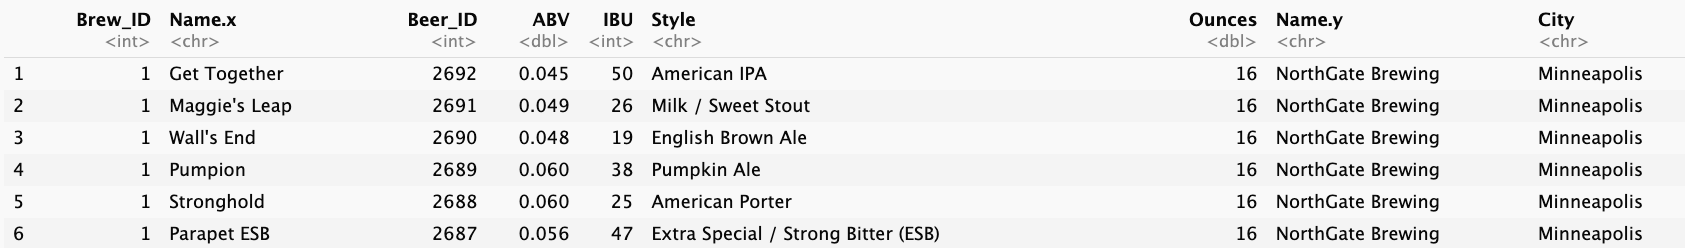 Brew_ID Name.x Beer_ID ABV IBU Style Ounces Name.y City
<int> <chr> <int> <dbl> <int> <chr> <dbl> <chr> <chr>
1 1 Get Together 2692 0.045 50 American IPA 16 NorthGate Brewing Minneapolis
2 1 Maggie's Leap 2691 0.049 26 Milk / Sweet Stout 16 NorthGate Brewing Minneapolis
3 1 Wall's End 2690 0.048 19 English Brown Ale 16 NorthGate Brewing Minneapolis
4 1 Pumpion 2689 0.060 38 Pumpkin Ale 16 NorthGate Brewing Minneapolis
5 1 Stronghold 2688 0.060 25 American Porter 16 NorthGate Brewing Minneapolis
6 1 Parapet ESB 2687 0.056 47 Extra Special / Strong Bitter (ESB) 16 NorthGate Brewing Minneapolis